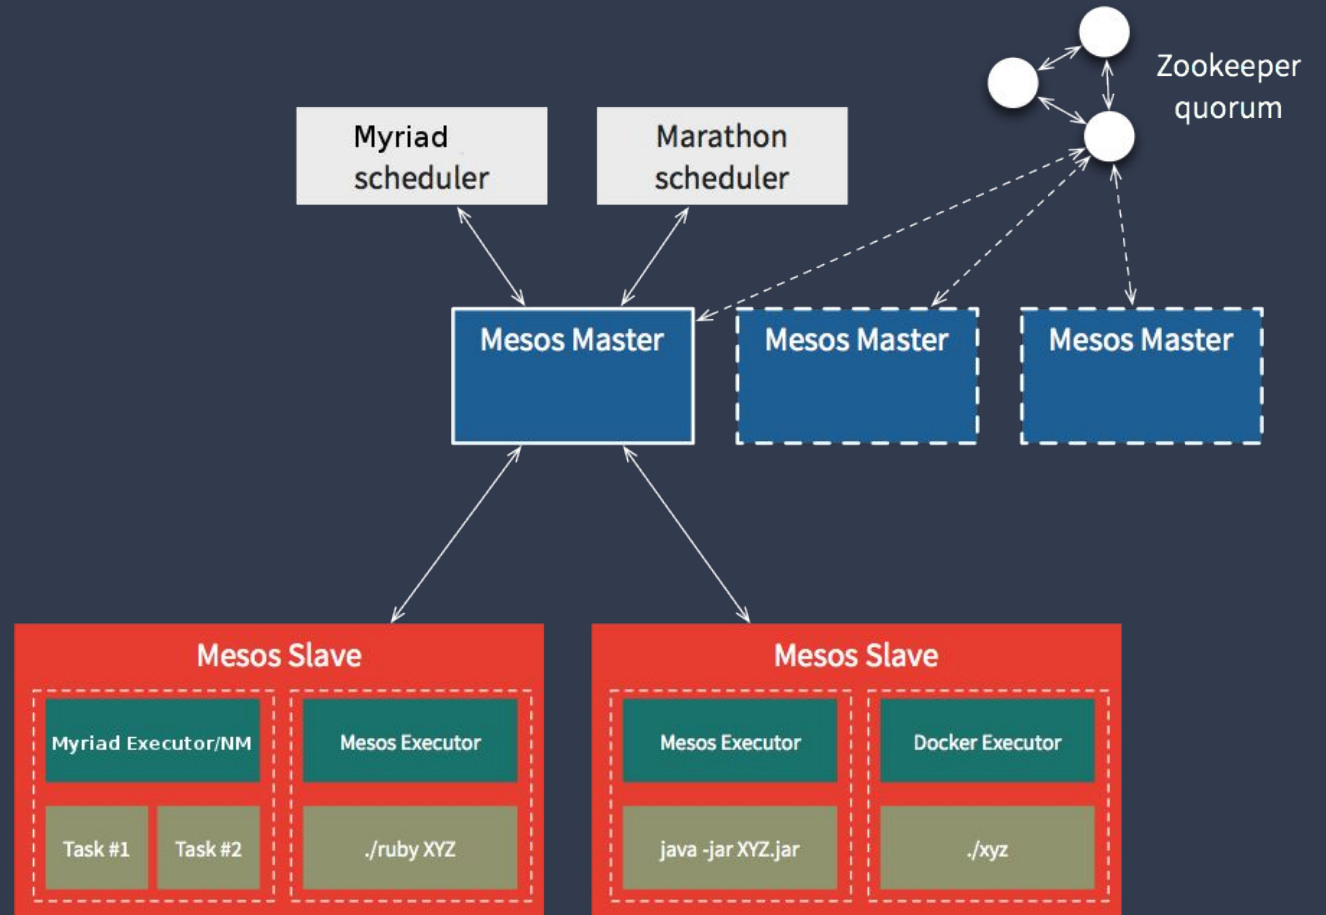 Zookeeper
quorum
Myriad
scheduler
Marathon
scheduler
Mesos Master
Mesos Master
Mesos Master
Mesos Slave
Myriad Executor/NM
Mesos Executor
Task #1
Task #2
./ruby XYZ
Mesos Slave
Mesos Executor
Docker Executor
java -jar XYZ.jar
./xyz